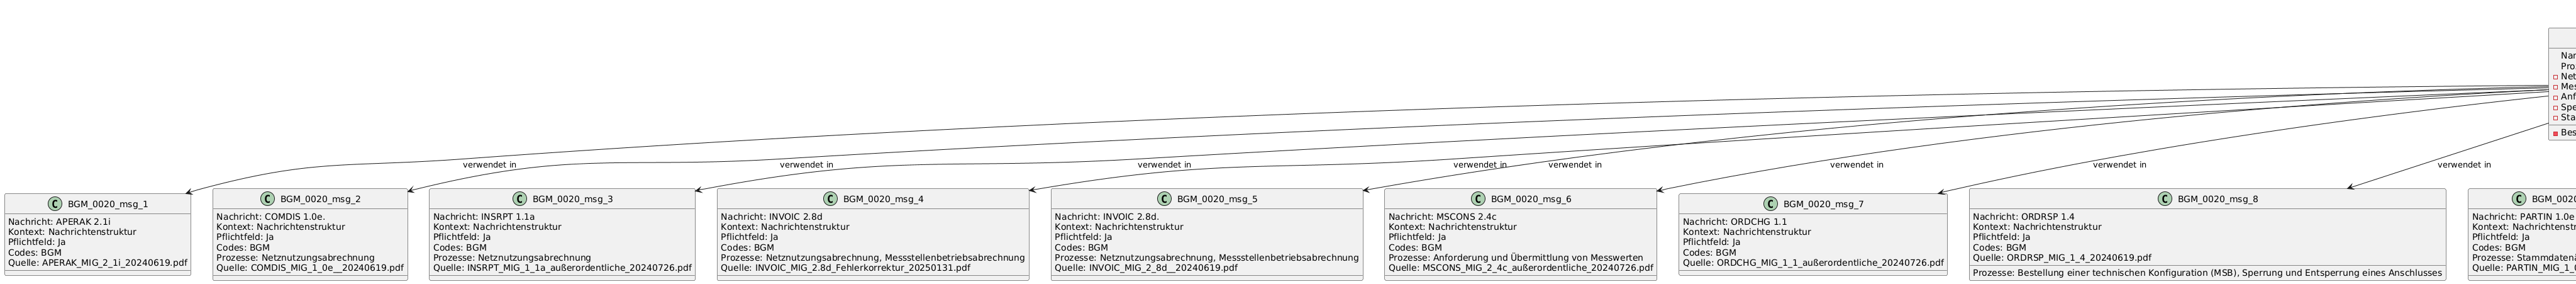 Nar
Pro
Net
Mes
Anf
Spe
Sta
Bes
verwendet in
verwendet in
verwendet in
verwendet in
verwendet in
verwendet in
verwendet in
verwendet in
C BGM_0020_msg_1
Nachricht: APERAK 2.1i
Kontext: Nachrichtenstruktur
Pflichtfeld: Ja
Codes: BGM
Quelle: APERAK_MIG_2_1i_20240619.pdf
C BGM_0020_msg_2
Nachricht: COMDIS 1.0e.
Kontext: Nachrichtenstruktur
Pflichtfeld: Ja
Codes: BGM
Prozesse: Netznutzungsabrechnung
Quelle: COMDIS_MIG_1_0e__20240619.pdf
C BGM_0020_msg_3
Nachricht: INSRPT 1.1a
Kontext: Nachrichtenstruktur
Pflichtfeld: Ja
Codes: BGM
Prozesse: Netznutzungsabrechnung
Quelle: INSRPT_MIG_1_1a_außerordentliche_20240726.pdf
C BGM_0020_msg_4
Nachricht: INVOIC 2.8d
Kontext: Nachrichtenstruktur
Pflichtfeld: Ja
Codes: BGM
Prozesse: Netznutzungsabrechnung, Messstellenbetriebsabrechnung
Quelle: INVOIC_MIG_2.8d_Fehlerkorrektur_20250131.pdf
C BGM_0020_msg_5
Nachricht: INVOIC 2.8d.
Kontext: Nachrichtenstruktur
Pflichtfeld: Ja
Codes: BGM
Prozesse: Netznutzungsabrechnung, Messstellenbetriebsabrechnung
Quelle: INVOIC_MIG_2_8d__20240619.pdf
C BGM_0020_msg_6
Nachricht: MSCONS 2.4c
Kontext: Nachrichtenstruktur
Pflichtfeld: Ja
Codes: BGM
Prozesse: Anforderung und Übermittlung von Messwerten
Quelle: MSCONS_MIG_2_4c_außerordentliche_20240726.pdf
C BGM_0020_msg_7
Nachricht: ORDCHG 1.1
Kontext: Nachrichtenstruktur
Pflichtfeld: Ja
Codes: BGM
Quelle: ORDCHG_MIG_1_1_außerordentliche_20240726.pdf
C BGM_0020_msg_8
Nachricht: ORDRSP 1.4
Kontext: Nachrichtenstruktur
Pflichtfeld: Ja
Codes: BGM
Quelle: ORDRSP_MIG_1_4_20240619.pdf
Prozesse: Bestellung einer technischen Konfiguration (MSB), Sperrung und Entsperrung eines Anschlusses
C BGM_002
Nachricht: PARTIN 1.0e
Kontext: Nachrichtenst
Pflichtfeld: Ja
Codes: BGM
Prozesse: Stammdaten
Quelle: PARTIN_MIG_1_